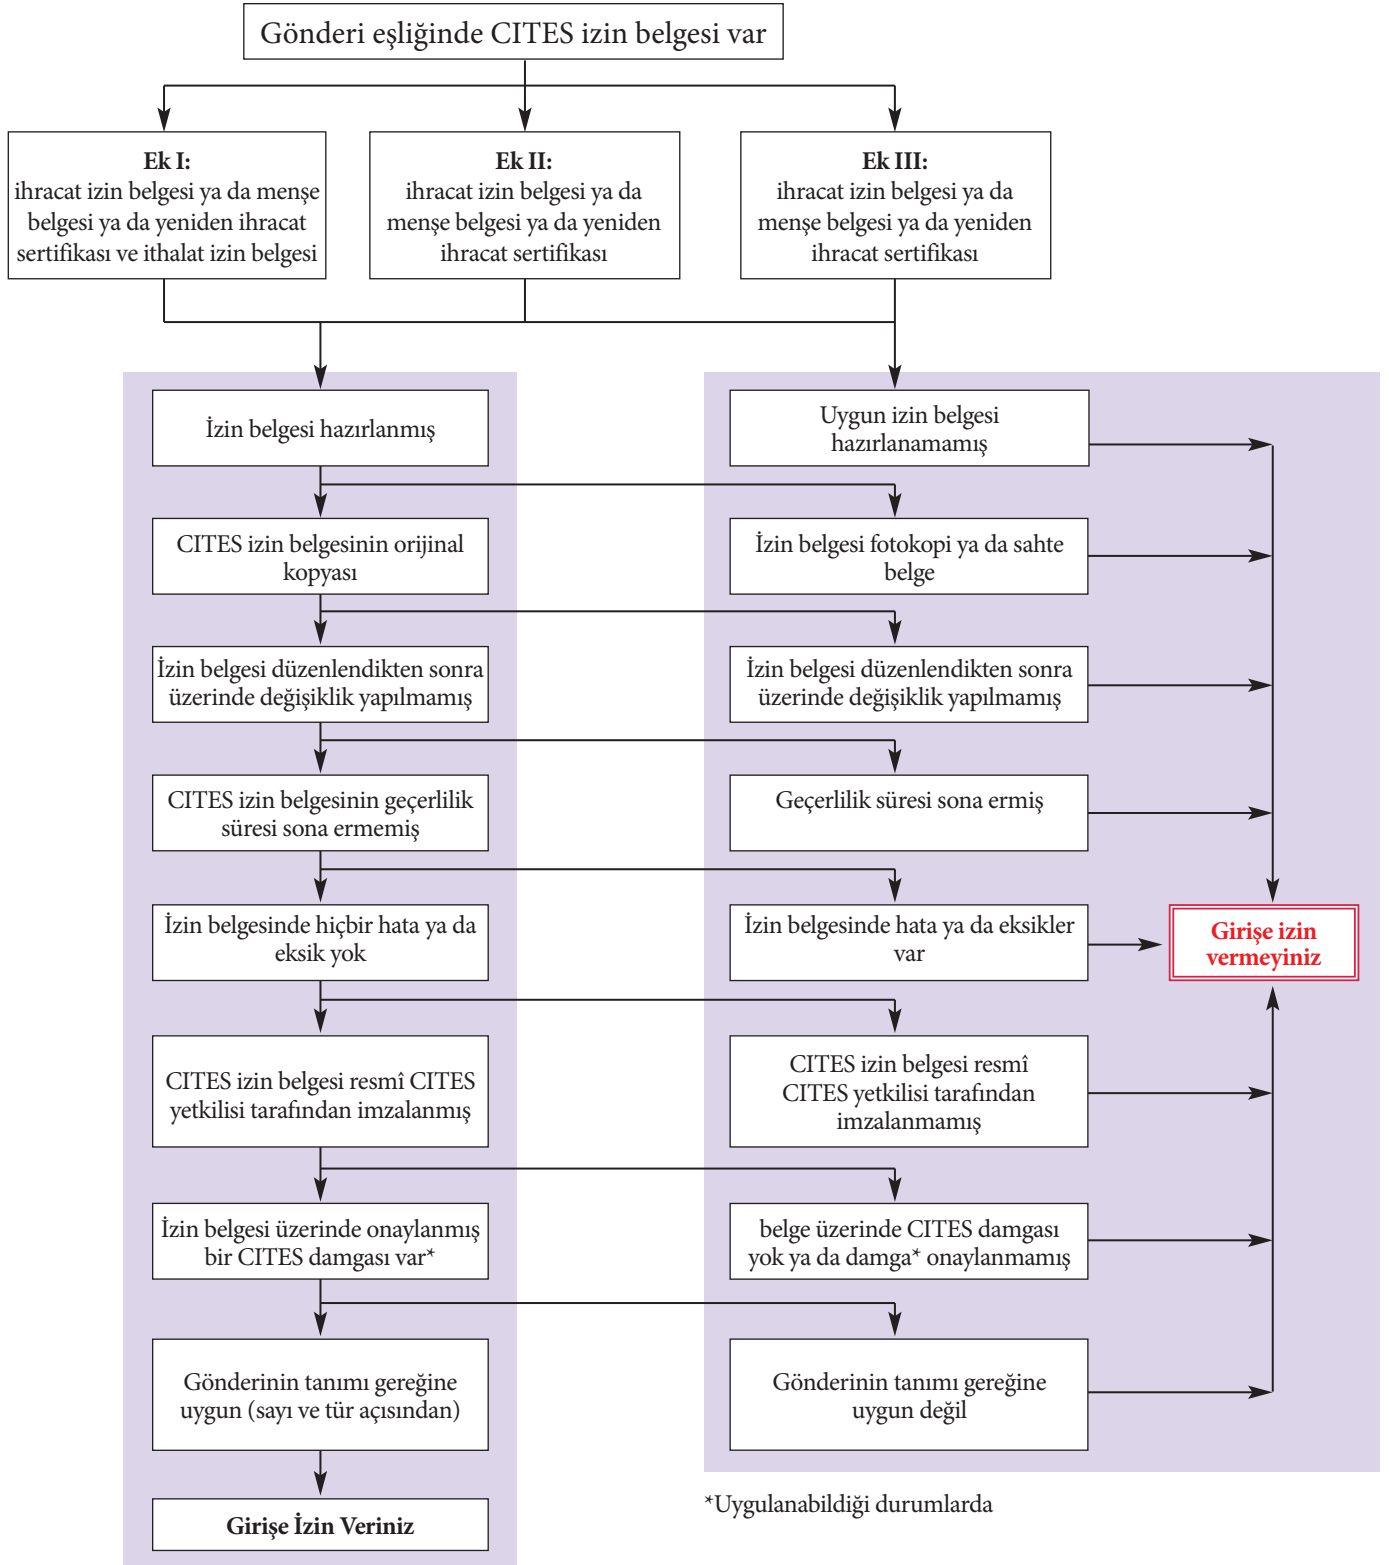 Gönderi eşliğinde CITES izin belgesi var
Ek I:
ihracat izin belgesi ya da menşe
belgesi ya da yeniden ihracat
sertifikası ve ithalat izin belgesi
Ek II:
ihracat izin belgesi ya da
menşe belgesi ya da yeniden
ihracat sertifikası
Ek III:
ihracat izin belgesi ya da
menşe belgesi ya da yeniden
ihracat sertifikası
İzin belgesi hazırlanmış
Uygun izin belgesi
hazırlanamamış
CITES izin belgesinin orijinal
kopyası
İzin belgesi fotokopi ya da sahte
belge
İzin belgesi düzenlendikten sonra
üzerinde değişiklik yapılmamış
İzin belgesi düzenlendikten sonra
üzerinde değişiklik yapılmamış
CITES izin belgesinin geçerlilik
süresi sona ermemiş
Geçerlilik süresi sona ermiş
İzin belgesinde hiçbir hata ya da
eksik yok
İzin belgesinde hata ya da eksikler
var
Girişe izin
vermeyiniz
CITES izin belgesi resmî CITES
yetkilisi tarafından imzalanmış
CITES izin belgesi resmî
CITES yetkilisi tarafından
imzalanmamış
İzin belgesi üzerinde onaylanmış
bir CITES damgası var*
belge üzerinde CITES damgası
yok ya da damga* onaylanmamış
Gönderinin tanımı gereğine
uygun (sayı ve tür açısından)
Gönderinin tanımı gereğine
uygun değil
Girişe İzin Veriniz
*Uygulanabildiği durumlarda